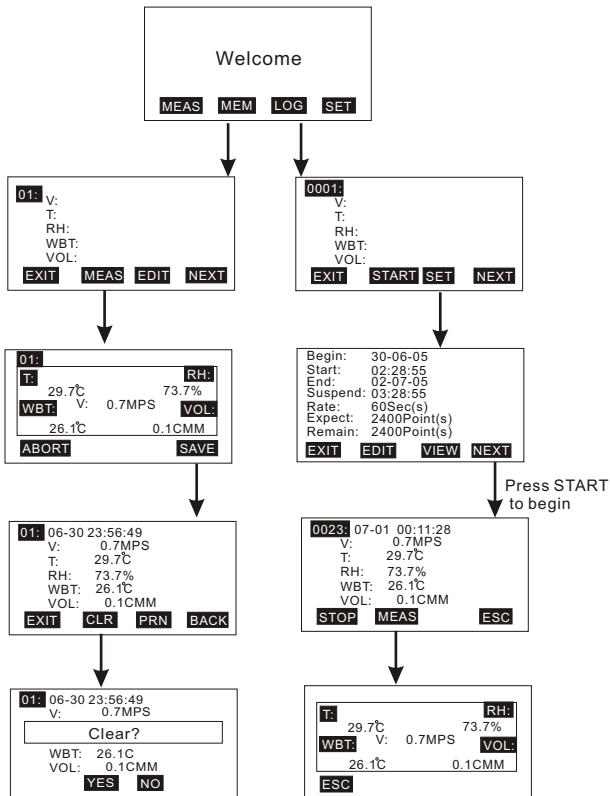 Welcome
MEAS MEM LOG SET
01:
V:
T:
RH:
WBT:
VOL:
EXIT MEAS EDIT NEXT
0001:
V:
T:
RH:
WBT:
VOL:
EXIT START SET NEXT
01:
T: RH:
29.7°C 73.7%
WBT: V: 0.7MPS VOL:
26.1°C 0.1CMM
ABORT SAVE
Begin: 30-06-05
Start: 02:28:55
End: 02-07-05
Suspend: 03:28:55
Rate: 60Sec(s)
Expect: 2400Point(s)
Remain: 2400Point(s)
EXIT EDIT VIEW NEXT
Press START
to begin
01: 06-30 23:56:49
V: 0.7MPS
T: 29.7°C
RH: 73.7%
WBT: 26.1°C
VOL: 0.1CMM
EXIT CLR PRN BACK
0023: 07-01 00:11:28
V: 0.7MPS
T: 29.7°C
RH: 73.7%
WBT: 26.1°C
VOL: 0.1CMM
STOP MEAS ESC
01: 06-30 23:56:49
V: 0.7MPS
Clear?
WBT: 26.1C
VOL: 0.1CMM
YES NO
T: RH:
29.7°C 73.7%
WBT: V: 0.7MPS VOL:
26.1°C 0.1CMM
ESC